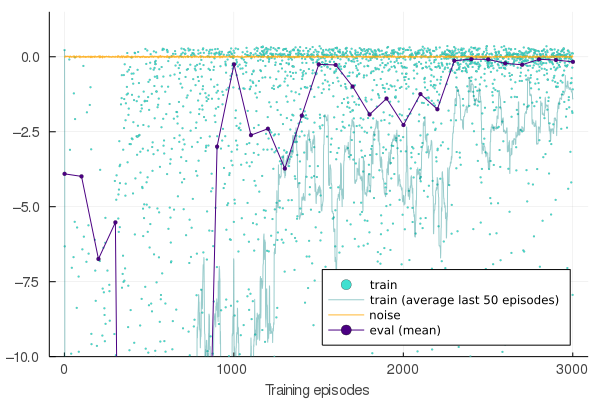 0.0
−2.5
−5.0
−7.5
−10.0
train
train (average last 50 episodes)
noise
eval (mean)
0 1000 2000 3000
Training episodes